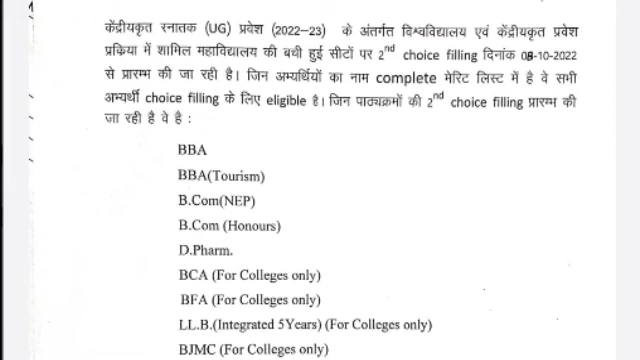 केंद्रीयकृत स्नातक (UG) प्रवेश (2022–23) के अंतर्गत विश्वविद्यालय एवं केंद्रीयकृत प्रवेश
प्रक्रिया में शामिल महाविद्यालय की बची हुई सीटों पर 2nd choice filling दिनांक 08-10-2022
से प्रारम्भ की जा रही है। जिन अभ्यर्थियों का नाम complete मेरिट लिस्ट में है वे सभी
अभ्यर्थी choice filling के लिए eligible है। जिन पाठ्यक्रमों की 2nd choice filling प्रारम्भ की
जा रही है वे है :
BBA
BBA(Tourism)
B.Com(NEP)
B.Com (Honours)
D.Pharm.
BCA (For Colleges only)
BFA (For Colleges only)
LL.B.(Integrated 5Years) (For Colleges only)
BJMC (For Colleges only)